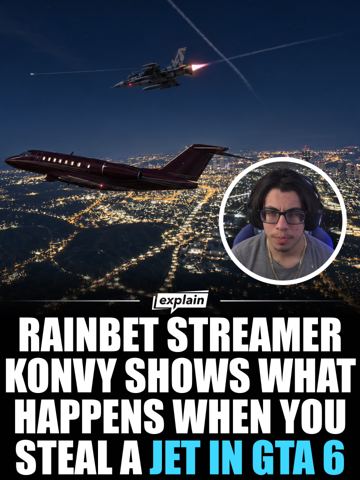 explain
RAINBET STREAMER
KONVY SHOWS WHAT
HAPPENS WHEN YOU
STEAL A JET IN GTA 6